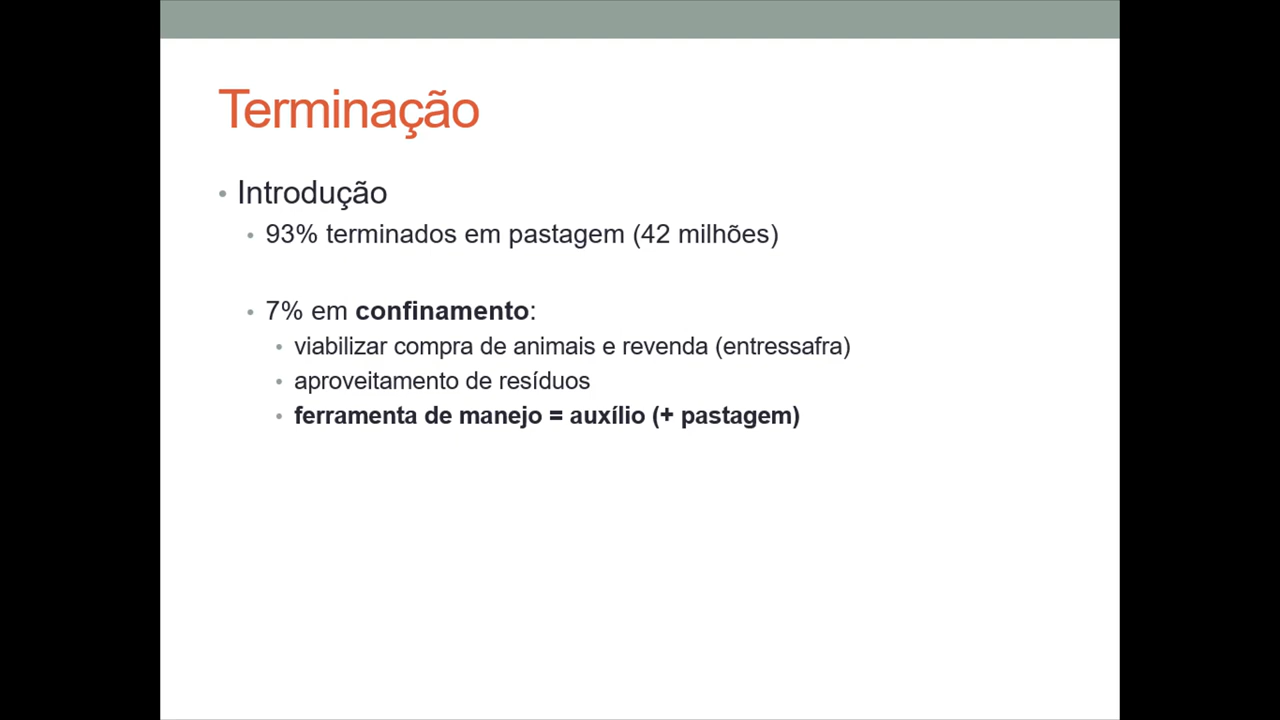 Terminação
• Introdução
• 93% terminados em pastagem (42 milhões)
• 7% em confinamento:
• viabilizar compra de animais e revenda (entressafra)
• aproveitamento de resíduos
• ferramenta de manejo = auxílio (+ pastagem)